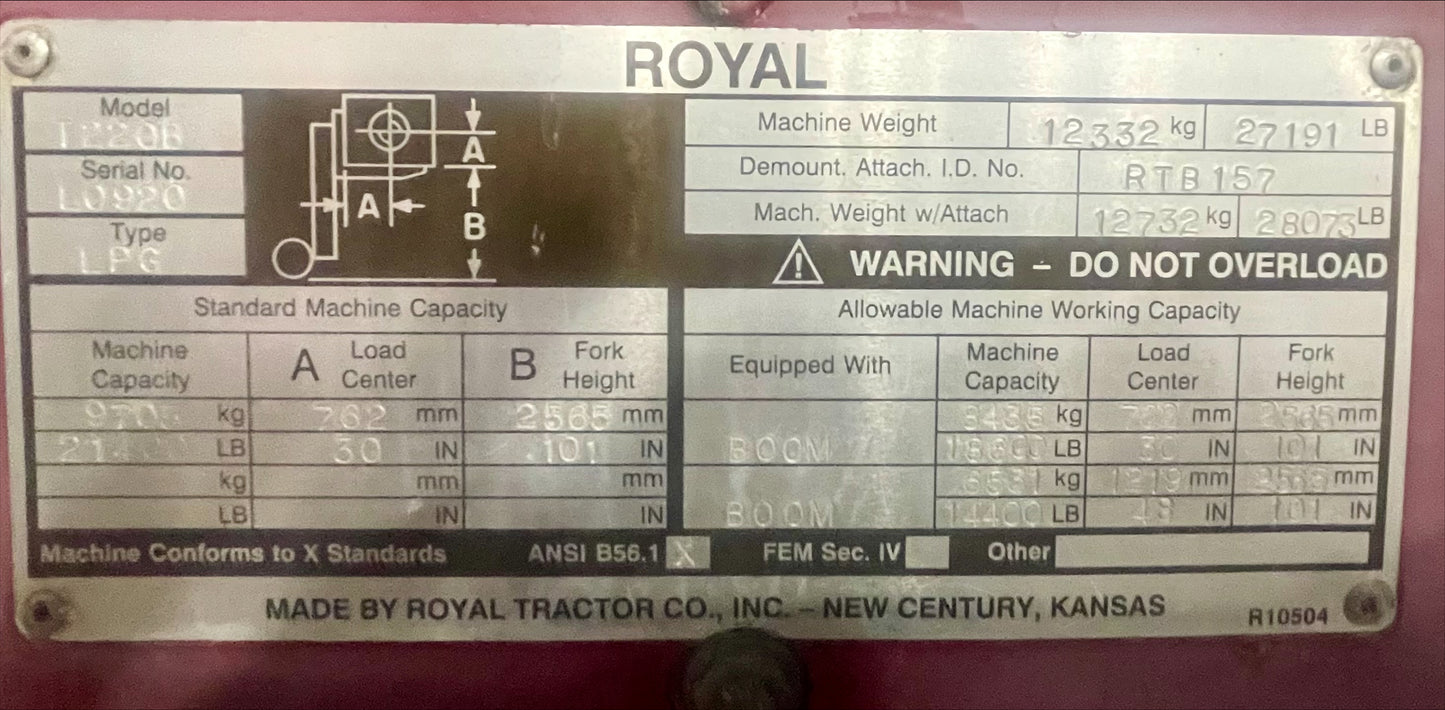 ROYAL
Model
T220B
Serial No.
L0920
Type
LPG
A
A
B
Machine Weight 12332 kg 27191 LB
Demount. Attach. I.D. No. RTB157
Mach. Weight w/Attach 12732 kg 28073 LB
WARNING – DO NOT OVERLOAD
Standard Machine Capacity
Machine Capacity A Load Center B Fork Height
kg 762 mm 2565 mm
LB 30 IN 101 IN
kg mm mm
LB IN IN
Allowable Machine Working Capacity
Equipped With Machine Capacity Load Center Fork Height
kg mm 2565 mm
BOOM LB 30 IN 101 IN
kg 1219 mm 2565 mm
BOOM 14400 LB 48 IN 101 IN
Machine Conforms to X Standards ANSI B56.1 X FEM Sec. IV Other
MADE BY ROYAL TRACTOR CO., INC. – NEW CENTURY, KANSAS R10504